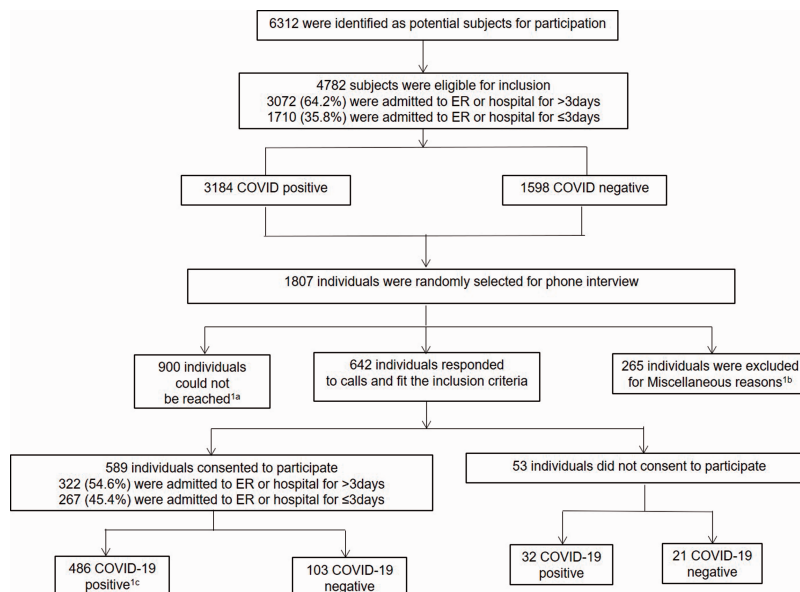 6312 were identified as potential subjects for participation
4782 subjects were eligible for inclusion
3072 (64.2%) were admitted to ER or hospital for >3days
1710 (35.8%) were admitted to ER or hospital for ≤3days
3184 COVID positive
1598 COVID negative
1807 individuals were randomly selected for phone interview
900 individuals
could not
be reached1a
642 individuals responded
to calls and fit the inclusion criteria
265 individuals were excluded
for Miscellaneous reasons1b
589 individuals consented to participate
322 (54.6%) were admitted to ER or hospital for >3days
267 (45.4%) were admitted to ER or hospital for ≤3days
53 individuals did not consent to participate
486 COVID-19
positive1c
103 COVID-19
negative
32 COVID-19
positive
21 COVID-19
negative